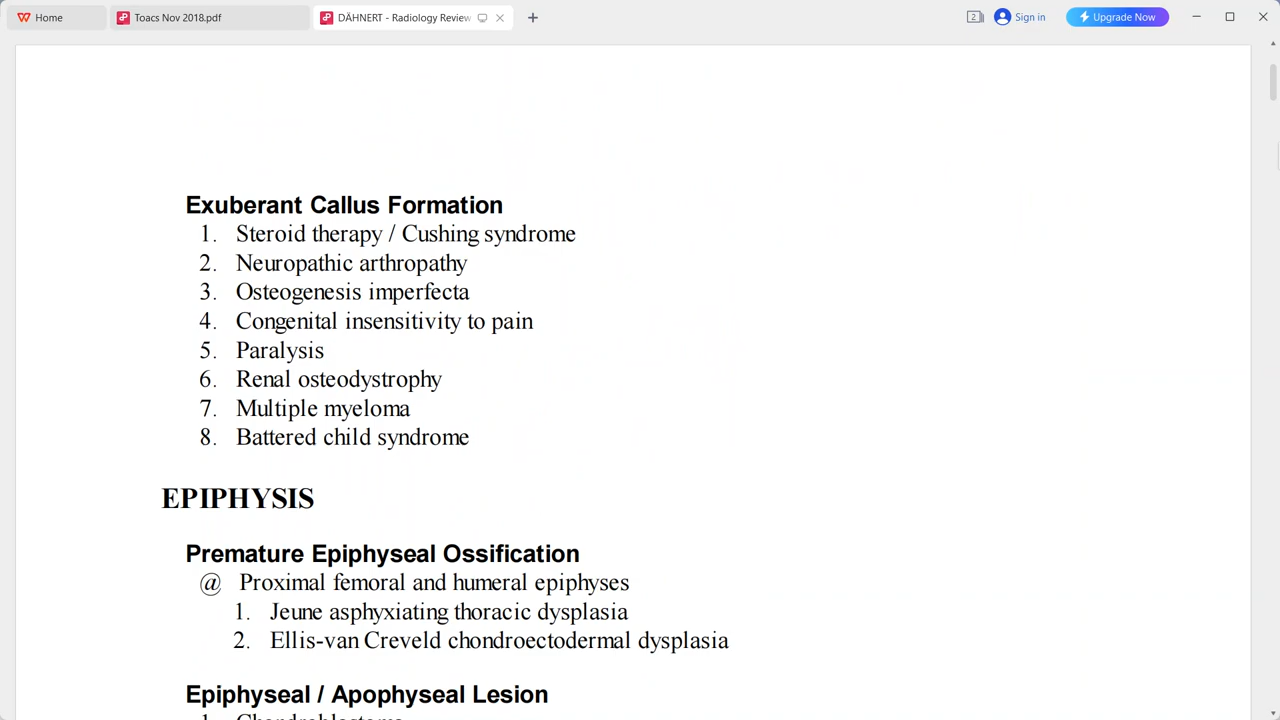 Home
Toacs Nov 2018.pdf
DÄHNERT - Radiology Review
2
Sign in
Upgrade Now
Exuberant Callus Formation
1. Steroid therapy / Cushing syndrome
2. Neuropathic arthropathy
3. Osteogenesis imperfecta
4. Congenital insensitivity to pain
5. Paralysis
6. Renal osteodystrophy
7. Multiple myeloma
8. Battered child syndrome
EPIPHYSIS
Premature Epiphyseal Ossification
@ Proximal femoral and humeral epiphyses
1. Jeune asphyxiating thoracic dysplasia
2. Ellis-van Creveld chondroectodermal dysplasia
Epiphyseal / Apophyseal Lesion
1. Chondroblastoma